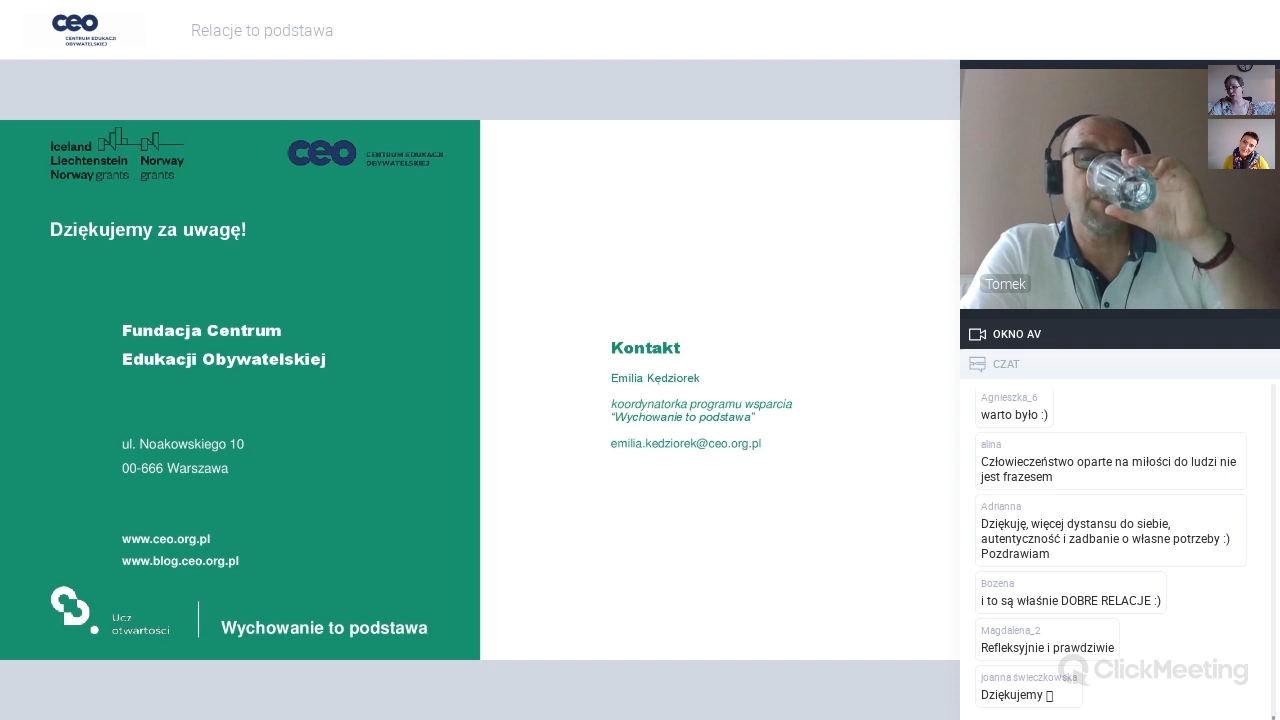 ceo
CENTRUM EDUKACJI
OBYWATELSKIEJ
Relacje to podstawa
Iceland
Liechtenstein Norway
Norway grants grants
ceo CENTRUM EDUKACJI
OBYWATELSKIEJ
Dziękujemy za uwagę!
Fundacja Centrum
Edukacji Obywatelskiej
ul. Noakowskiego 10
00-666 Warszawa
www.ceo.org.pl
www.blog.ceo.org.pl
Ucz
otwartości
Wychowanie to podstawa
Kontakt
Emilia Kędziorek
koordynatorka programu wsparcia
“Wychowanie to podstawa”
emilia.kedziorek@ceo.org.pl
Tomek
OKNO AV
CZAT
Agnieszka_6
warto było :)
alina
Człowieczeństwo oparte na miłości do ludzi nie
jest frazesem
Adrianna
Dziękuję, więcej dystansu do siebie,
autentyczność i zadbanie o własne potrzeby :)
Pozdrawiam
Bozena
i to są właśnie DOBRE RELACJE :)
Magdalena_2
Refleksyjnie i prawdziwie
joanna świeczkowska
Dziękujemy
ClickMeeting